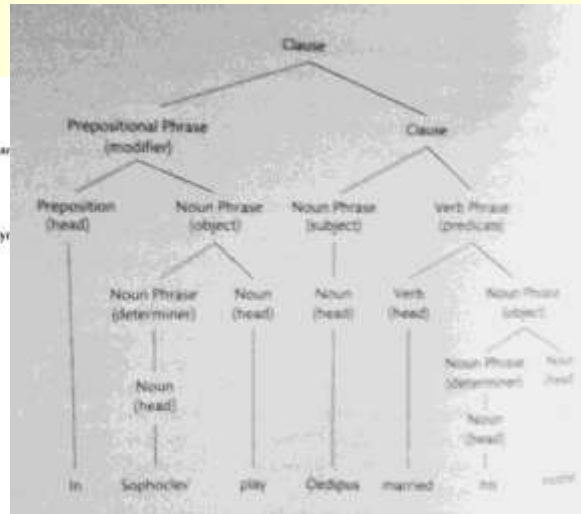 Clause
Prepositional Phrase Clause
(modifier)
Preposition Noun Phrase Noun Phrase Verb Phrase
(head) (object) (subject) (predicate)
Noun Phrase Noun Noun Verb Noun Phrase
(determiner) (head) (head) (head) (object)
Noun Phrase Noun
(determiner) (head)
Noun
(head)
Noun
(head)
In Sophocles' play Oedipus married his